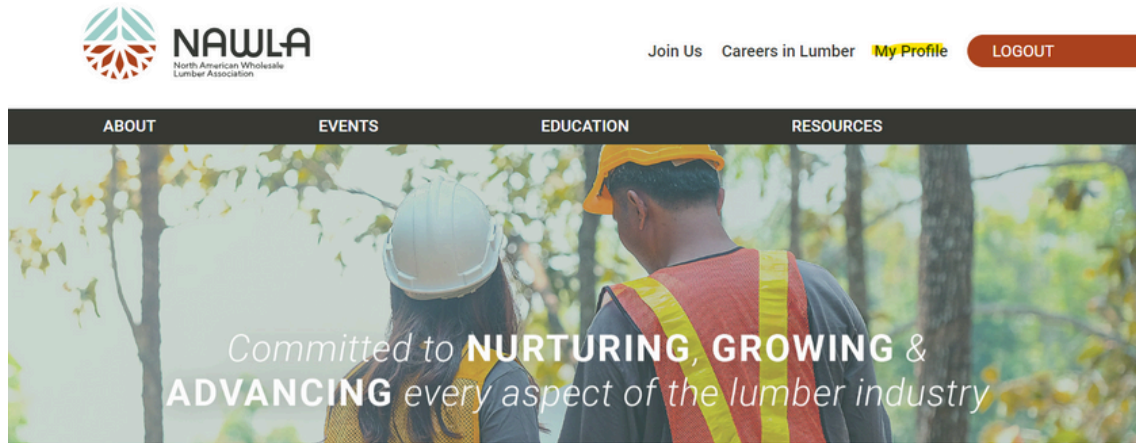 NAWLA
North American Wholesale
Lumber Association
Join Us Careers in Lumber My Profile LOGOUT
ABOUT EVENTS EDUCATION RESOURCES
Committed to NURTURING, GROWING &
ADVANCING every aspect of the lumber industry